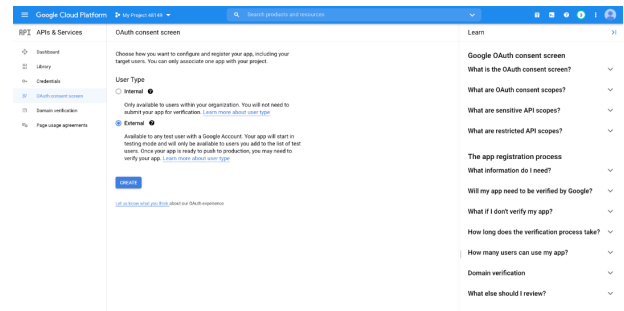 Google Cloud Platform
My Project 48149
Search products and resources
API APIs & Services
OAuth consent screen
Learn
Dashboard
Library
Credentials
OAuth consent screen
Domain verification
Page usage agreements
Choose how you want to configure and register your app, including your
target users. You can only associate one app with your project.
User Type
Internal
Only available to users within your organization. You will not need to
submit your app for verification. Learn more about user type
External
Available to any test user with a Google Account. Your app will start in
testing mode and will only be available to users you add to the list of test
users. Once your app is ready to push to production, you may need to
verify your app. Learn more about user type
CREATE
Let us know what you think about our OAuth experience
Google OAuth consent screen
What is the OAuth consent screen?
What are OAuth consent scopes?
What are sensitive API scopes?
What are restricted API scopes?
The app registration process
What information do I need?
Will my app need to be verified by Google?
What if I don't verify my app?
How long does the verification process take?
How many users can use my app?
Domain verification
What else should I review?